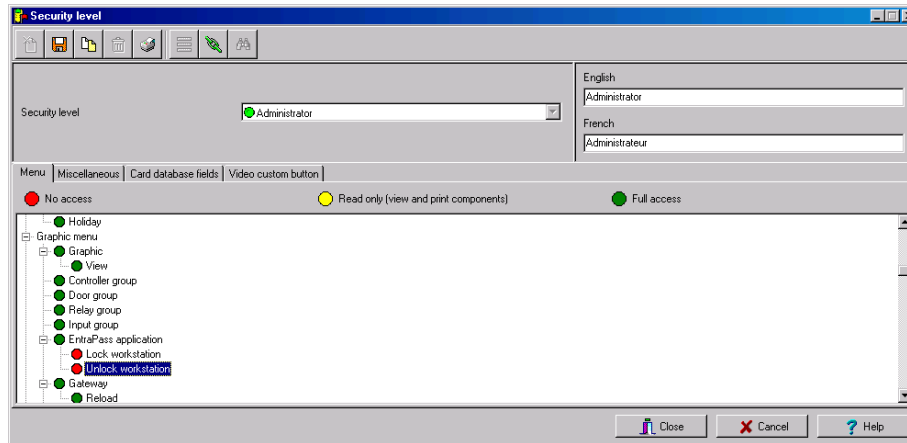 Security level
English
Administrator
Security level
Administrator
French
Administrateur
Menu
Miscellaneous
Card database fields
Video custom button
No access
Read only (view and print components)
Full access
Holiday
Graphic menu
Graphic
View
Controller group
Door group
Relay group
Input group
EntraPass application
Lock workstation
Unlock workstation
Gateway
Reload
Close
Cancel
? Help